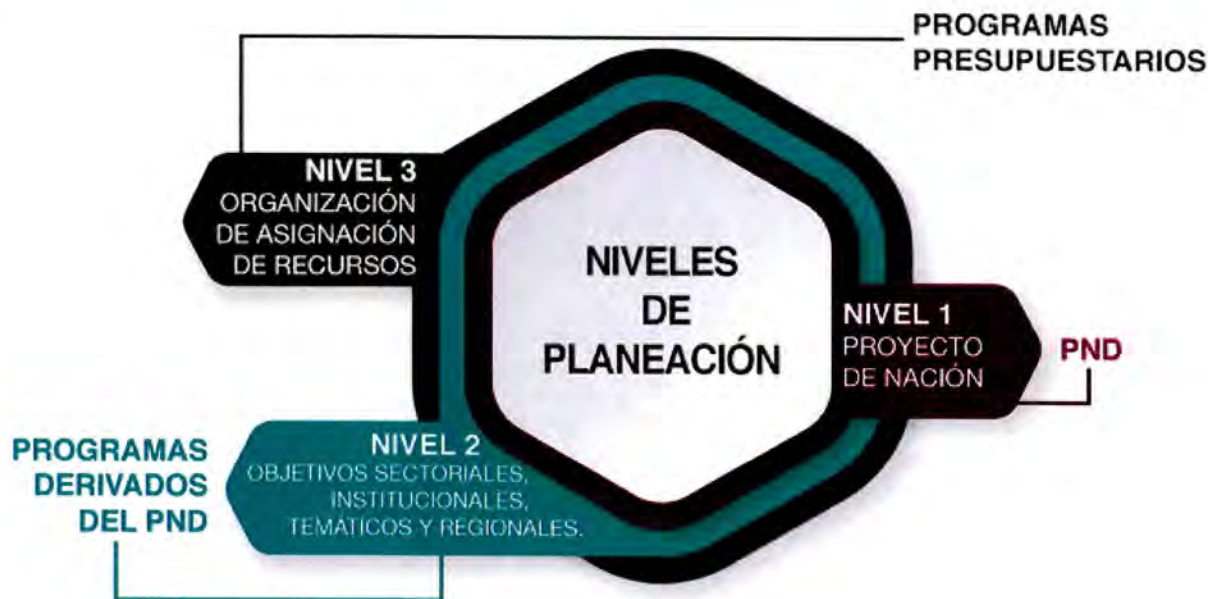 PROGRAMAS
PRESUPUESTARIOS
NIVEL 3
ORGANIZACIÓN
DE ASIGNACIÓN
DE RECURSOS
NIVELES
DE
PLANEACIÓN
NIVEL 1
PROYECTO
DE NACIÓN
PND
PROGRAMAS
DERIVADOS
DEL PND
NIVEL 2
OBJETIVOS SECTORIALES,
INSTITUCIONALES,
TEMÁTICOS Y REGIONALES.